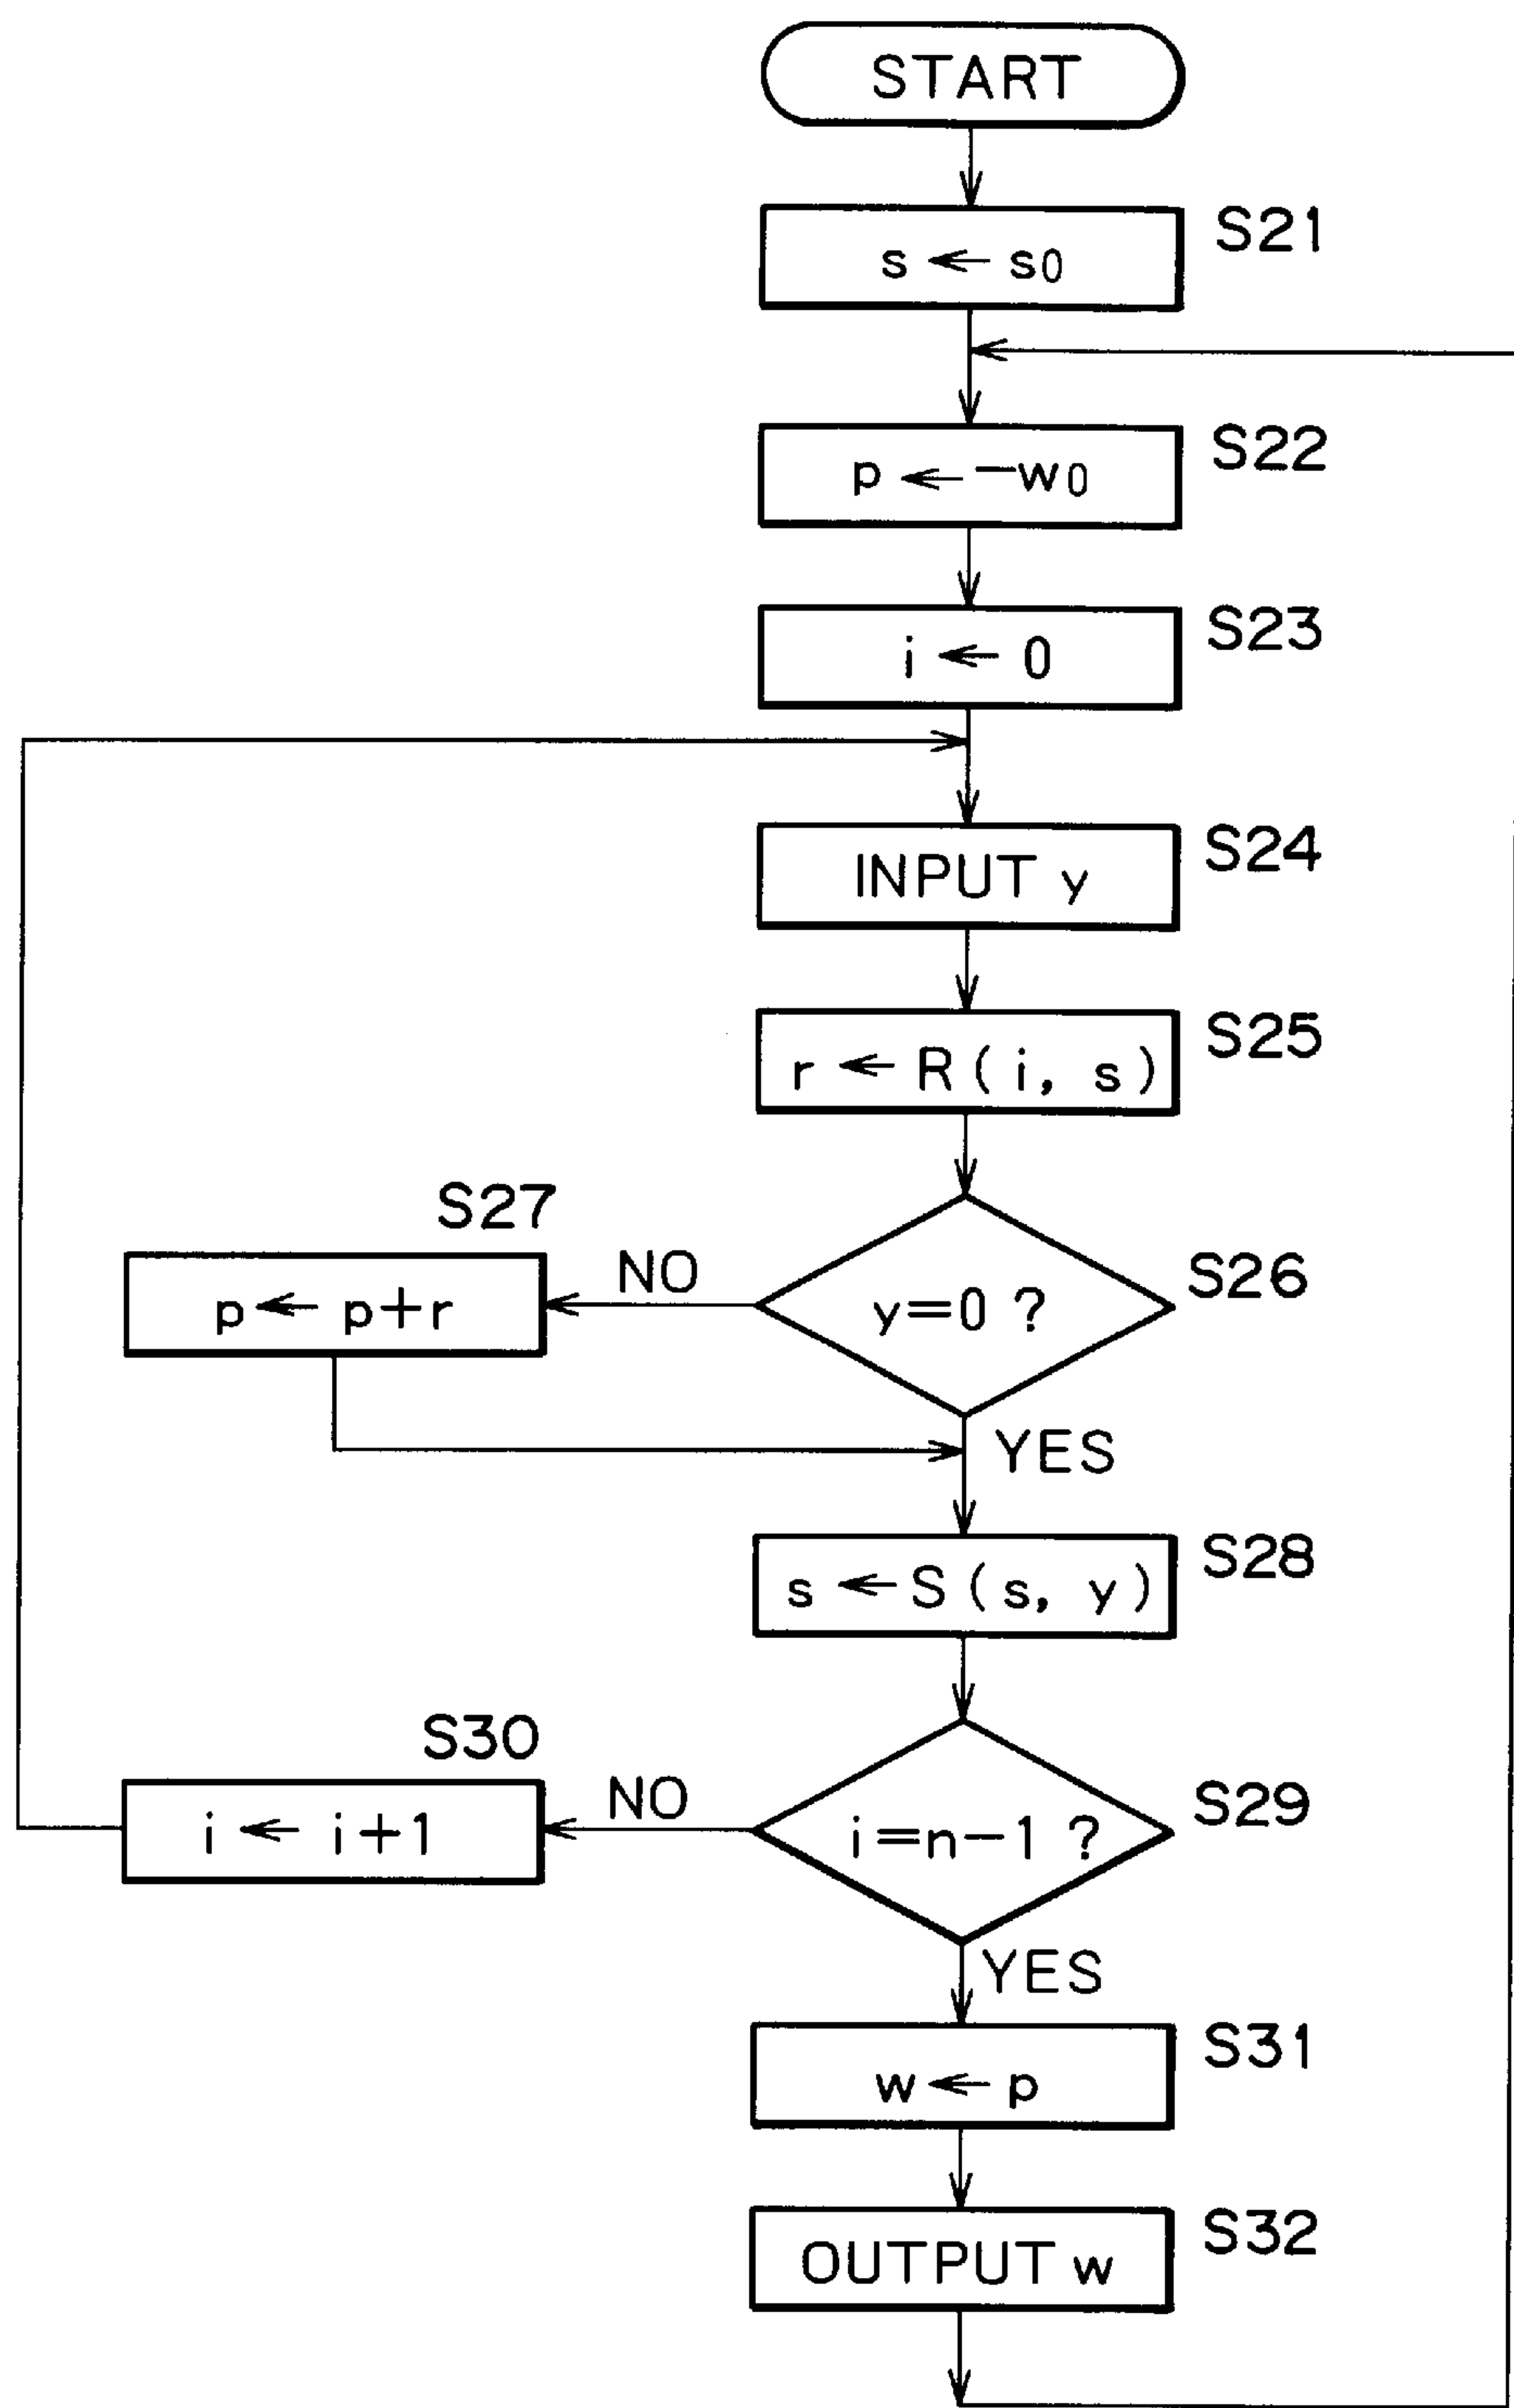 START
S21
s ← s0
S22
p ← −w0
S23
i ← 0
S24
INPUT y
S25
r ← R(i, s)
S27
NO
S26
p ← p+r
y=0 ?
YES
S28
s ← S(s, y)
S30
NO
S29
i ← i+1
i=n−1 ?
YES
S31
w ← p
S32
OUTPUT w